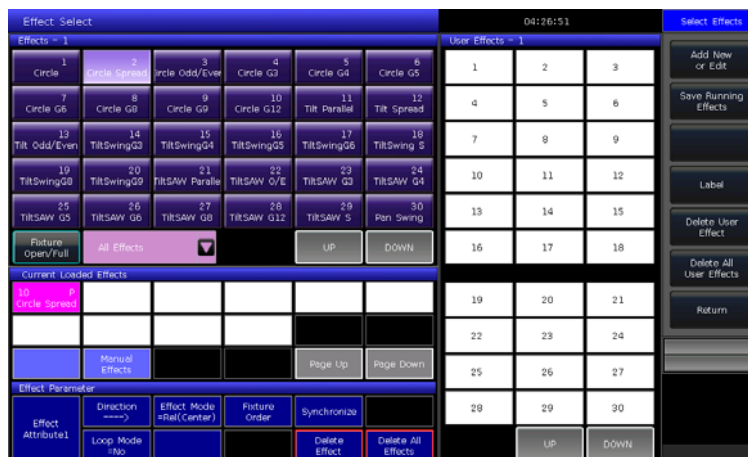 Effect Select
04:26:51
Select Effects
Effects - 1
1
Circle
2
Circle Spread
3
ircle Odd/Ever
4
Circle G3
5
Circle G4
6
Circle G5
7
Circle G6
8
Circle G8
9
Circle G9
10
Circle G12
11
Tilt Parallel
12
Tilt Spread
13
Tilt Odd/Even
14
TiltSwingG3
15
TiltSwingG4
16
TiltSwingG5
17
TiltSwingG6
18
TiltSwing S
19
TiltSwingG8
20
TiltSwingG9
21
TiltSAW Paralle
22
TiltSAW O/E
23
TiltSAW G3
24
TiltSAW G4
25
TiltSAW G5
26
TiltSAW G6
27
TiltSAW G8
28
TiltSAW G12
29
TiltSAW S
30
Pan Swing
Fixture
Open/Full
All Effects
UP
DOWN
Current Loaded Effects
10 P
Circle Spread
Manual
Effects
Page Up
Page Down
Effect Parameter
Effect
Attribute1
Direction
---->
Effect Mode
=Rel(Center)
Fixture
Order
Synchronize
Loop Mode
=No
Delete
Effect
Delete All
Effects
User Effects - 1
1
2
3
4
5
6
7
8
9
10
11
12
13
14
15
16
17
18
19
20
21
22
23
24
25
26
27
28
29
30
UP
DOWN
Add New
or Edit
Save Running
Effects
Label
Delete User
Effect
Delete All
User Effects
Return